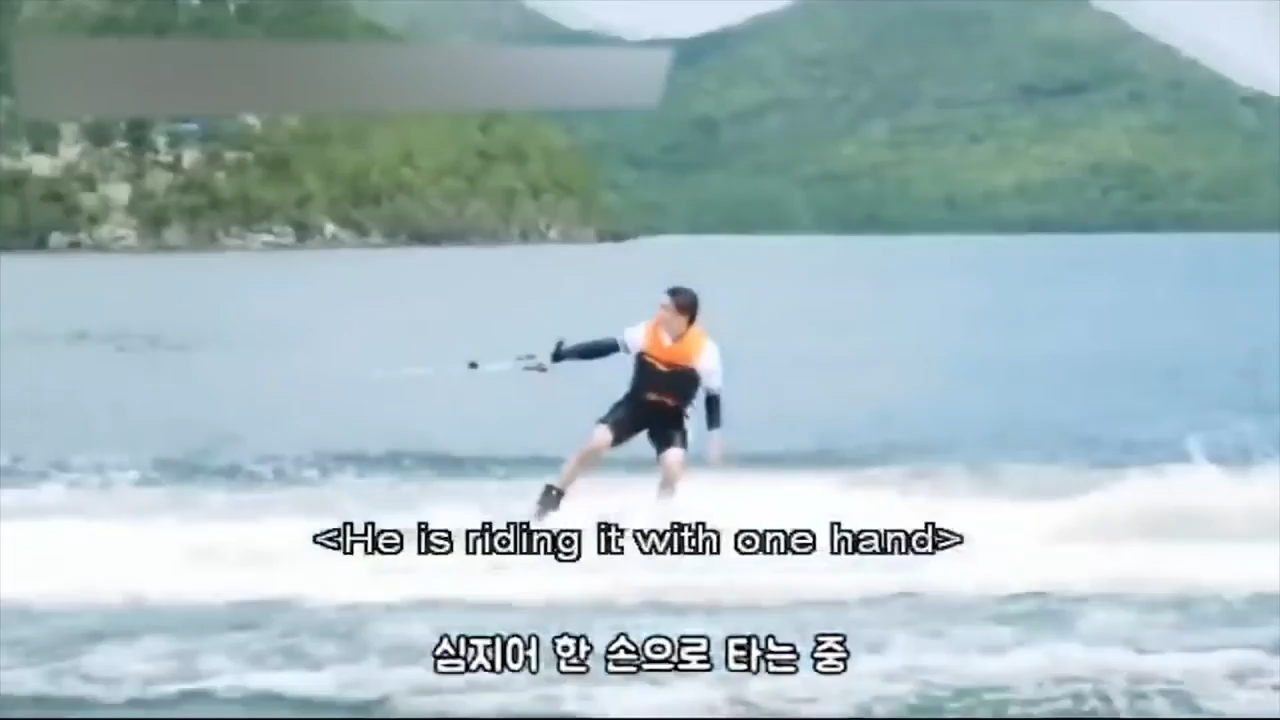 <He is riding it with one hand>
심지어 한 손으로 타는 중